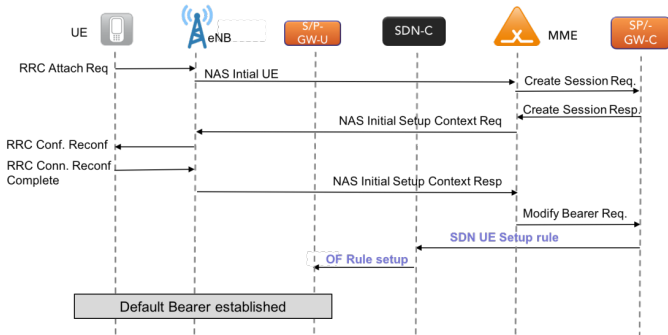 UE
eNB
S/P-
GW-U
SDN-C
MME
SP/-
GW-C
RRC Attach Req
NAS Intial UE
Create Session Req.
Create Session Resp.
NAS Initial Setup Context Req
RRC Conf. Reconf
RRC Conn. Reconf
Complete
NAS Initial Setup Context Resp
Modify Bearer Req.
SDN UE Setup rule
OF Rule setup
Default Bearer established